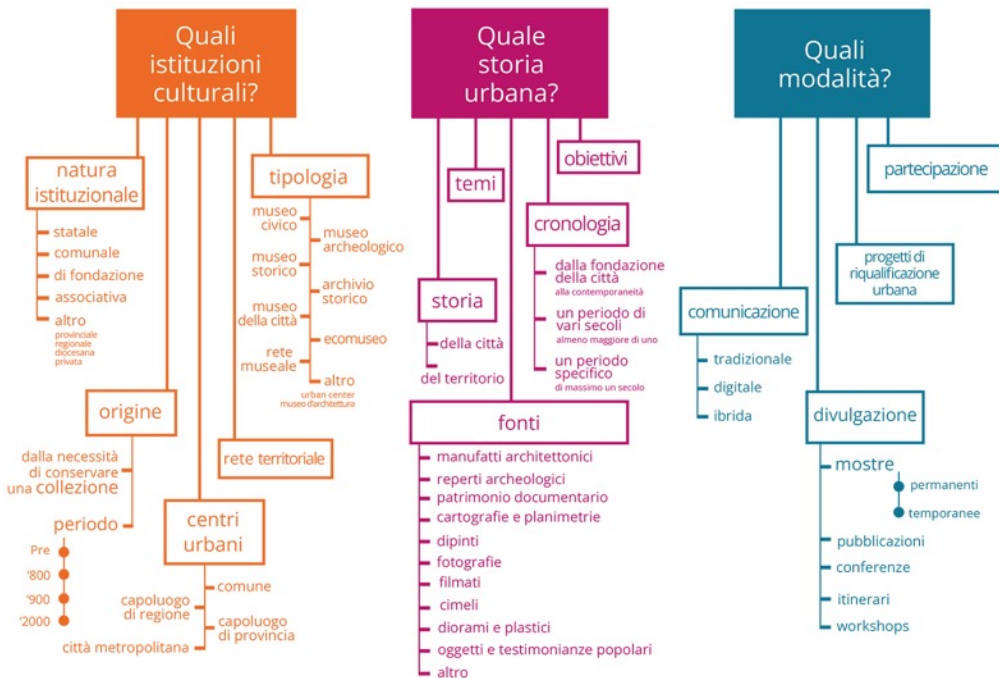 Quali
istituzioni
culturali?
natura
istituzionale
statale
comunale
di fondazione
associativa
altro
provinciale
regionale
diocesana
privata
origine
dalla necessità
di conservare
una collezione
periodo
Pre
'800
'900
'2000
centri
urbani
comune
capoluogo
di regione
capoluogo
di provincia
città metropolitana
rete territoriale
tipologia
museo
civico
museo
archeologico
museo
storico
archivio
storico
museo
della città
ecomuseo
rete
museale
altro
urban center
museo d'architettura
Quale
storia
urbana?
storia
della città
del territorio
temi
fonti
manufatti architettonici
reperti archeologici
patrimonio documentario
cartografie e planimetrie
dipinti
fotografie
filmati
cimeli
diorami e plastici
oggetti e testimonianze popolari
altro
cronologia
dalla fondazione
della città
alla contemporaneità
un periodo di
vari secoli
almeno maggiore di uno
un periodo
specifico
di massimo un secolo
obiettivi
Quali
modalità?
comunicazione
tradizionale
digitale
ibrida
divulgazione
mostre
permanenti
temporanee
pubblicazioni
conferenze
itinerari
workshops
progetti di
riqualificazione
urbana
partecipazione